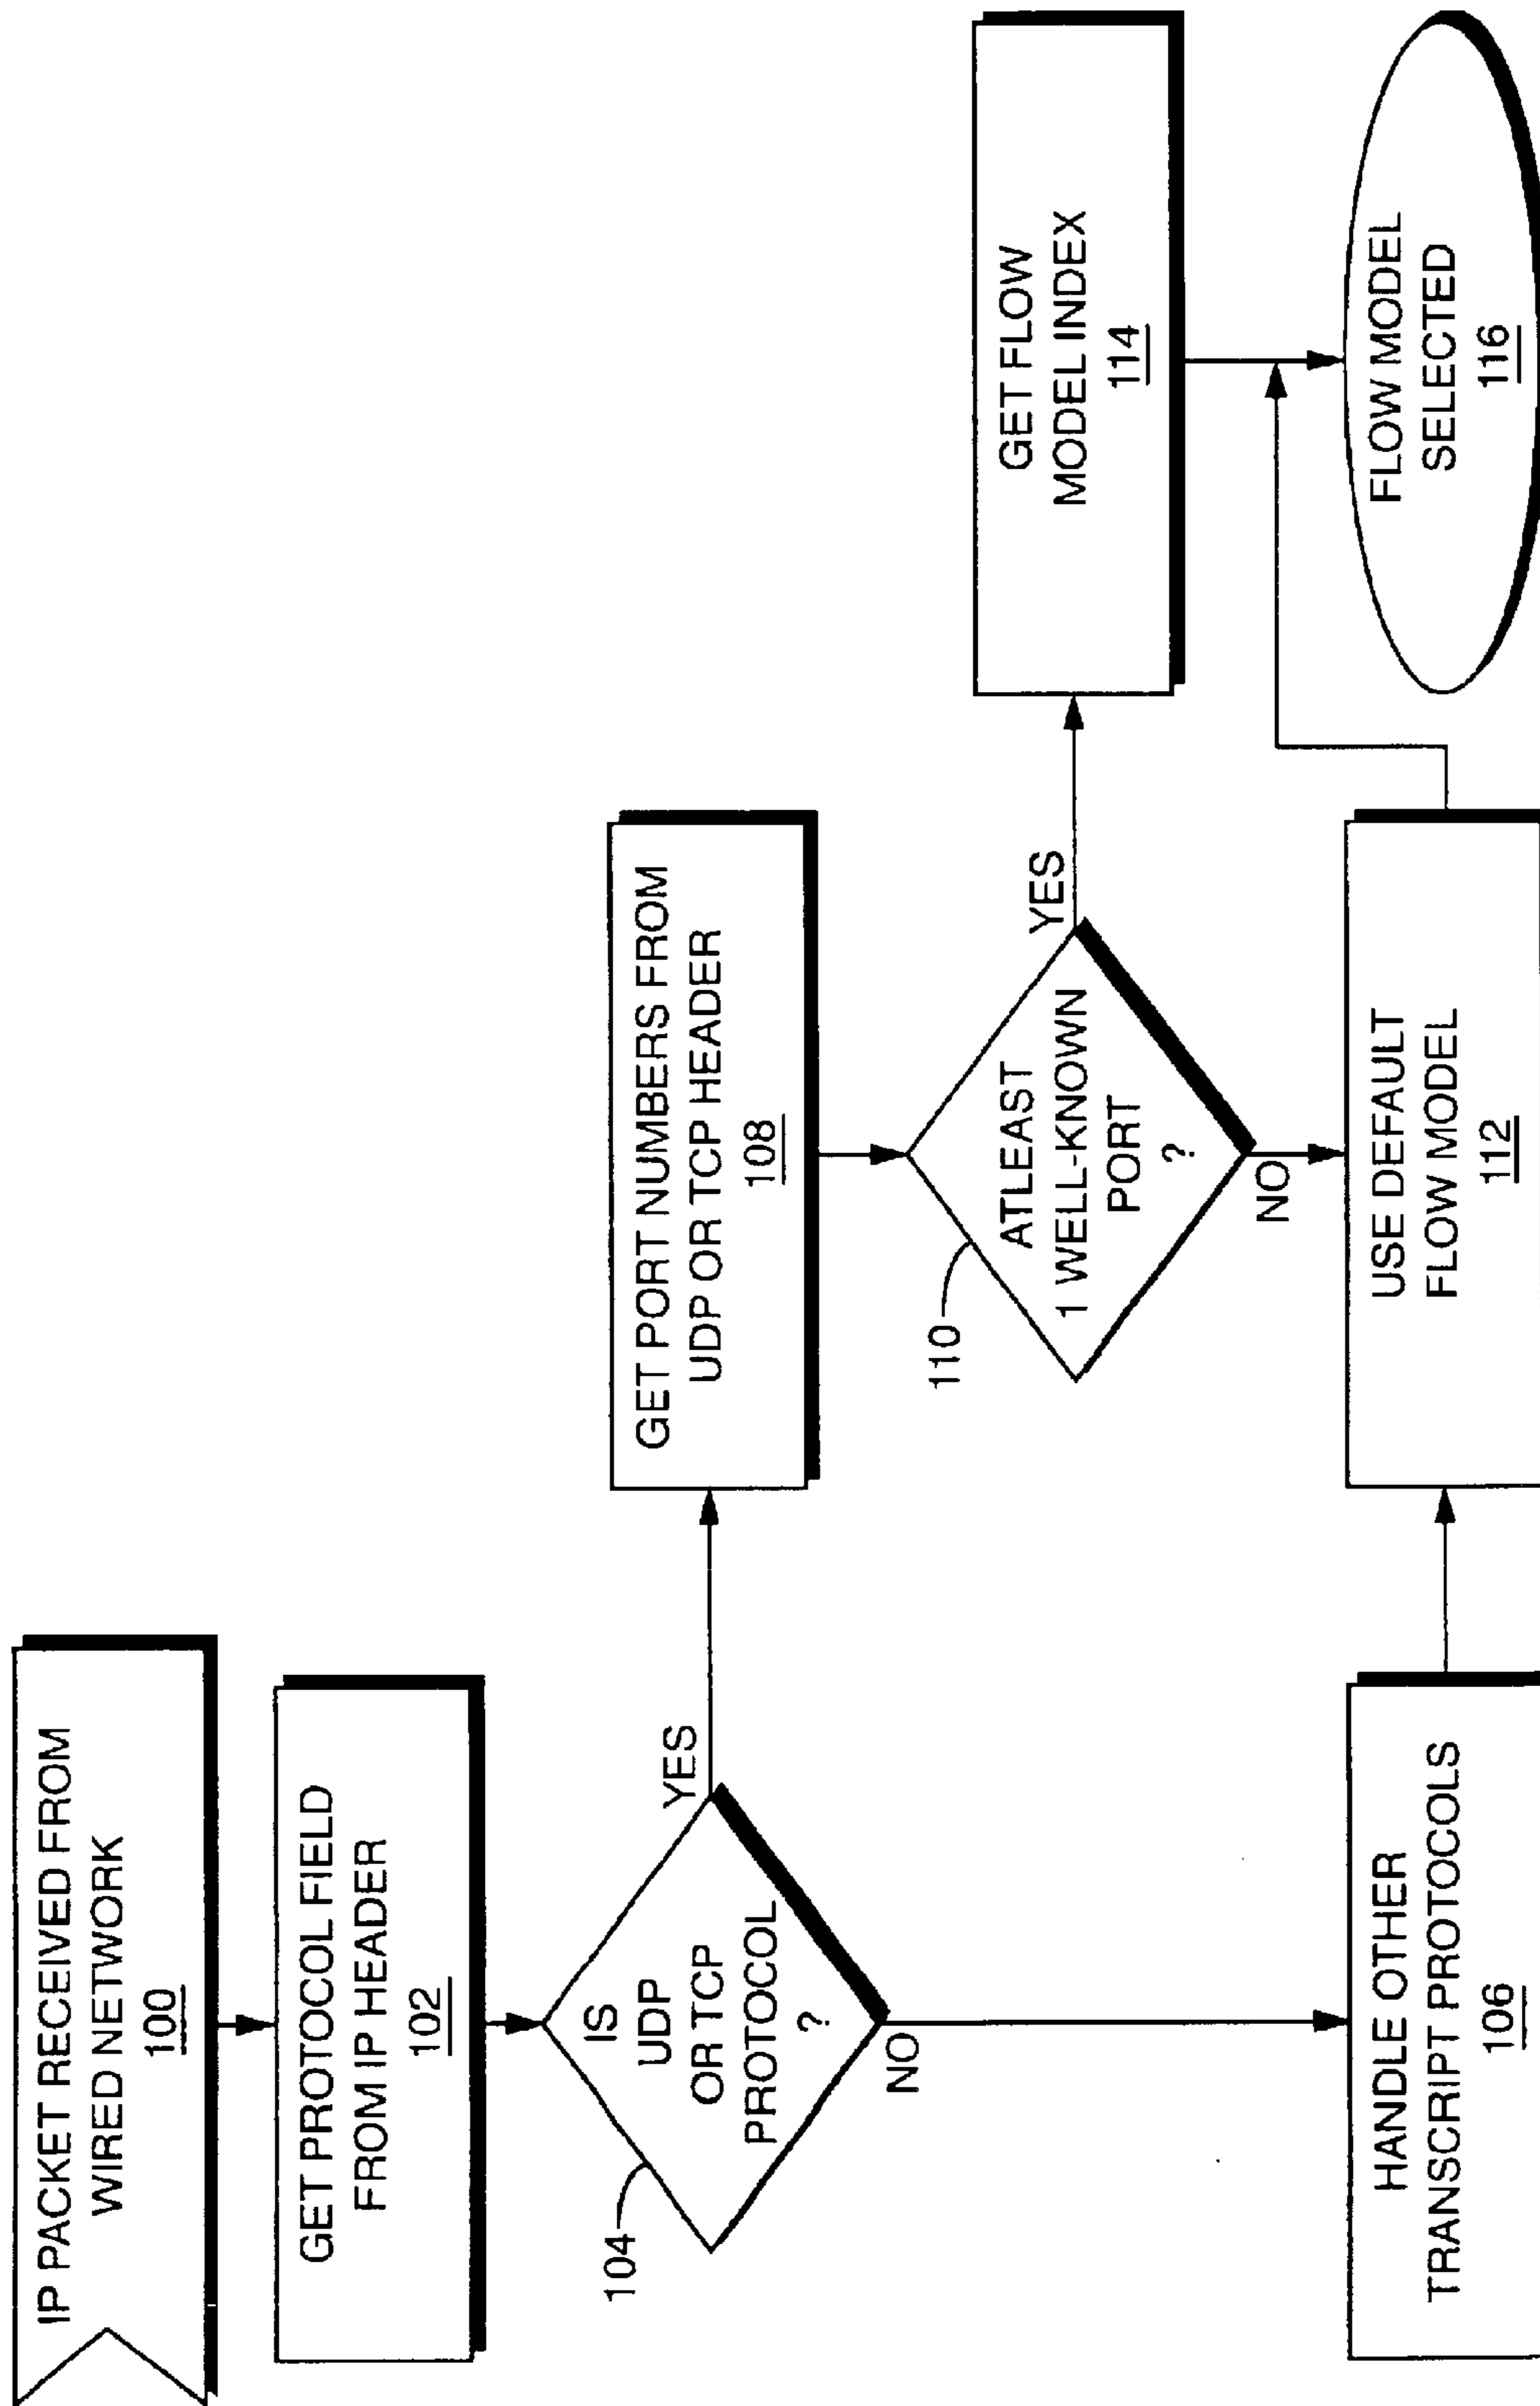 IP PACKET RECEIVED FROM
WIRED NETWORK
100
GET PROTOCOL FIELD
FROM IP HEADER
102
IS
UDP
OR TCP
PROTOCOL
?
104
YES
NO
HANDLE OTHER
TRANSCRIPT PROTOCOLS
106
GET PORT NUMBERS FROM
UDP OR TCP HEADER
108
ATLEAST
1 WELL-KNOWN
PORT
?
110
YES
NO
USE DEFAULT
FLOW MODEL
112
GET FLOW
MODEL INDEX
114
FLOW MODEL
SELECTED
116